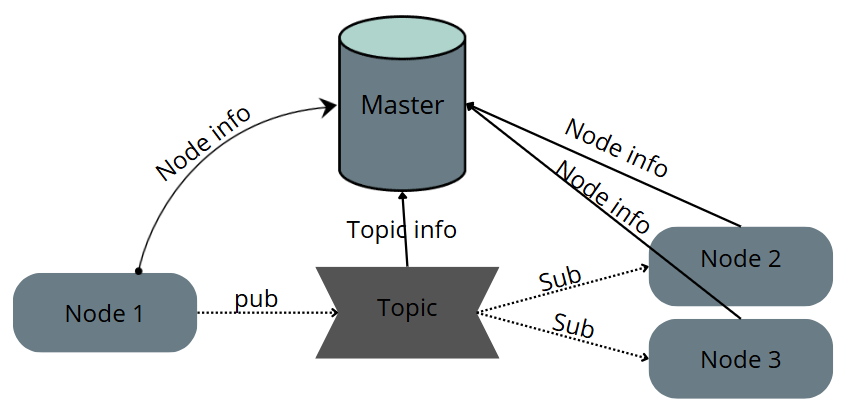 Master
Node info
Node info
Node info
Topic info
Node 1
pub
Topic
Sub
Sub
Node 2
Node 3